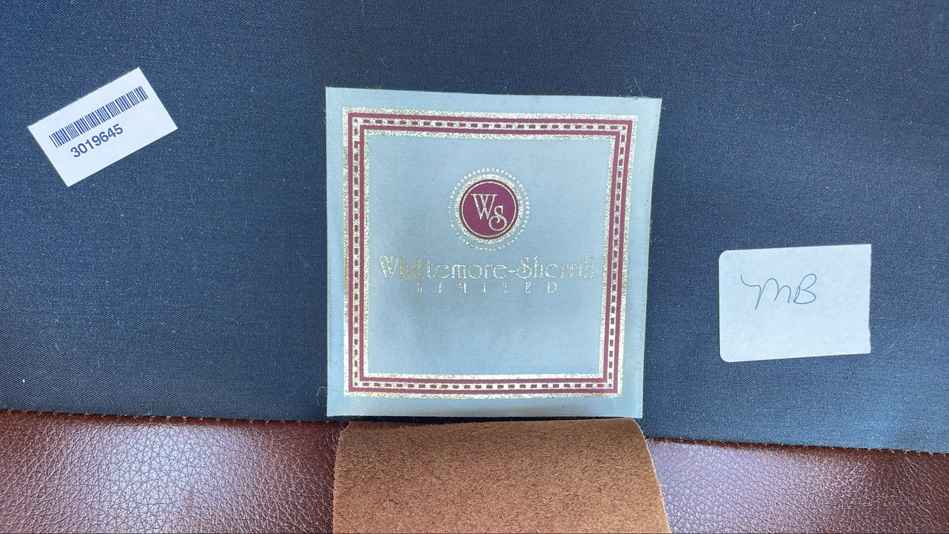 3019645
WS
Whittemore-Sherrill
LIMITED
MB